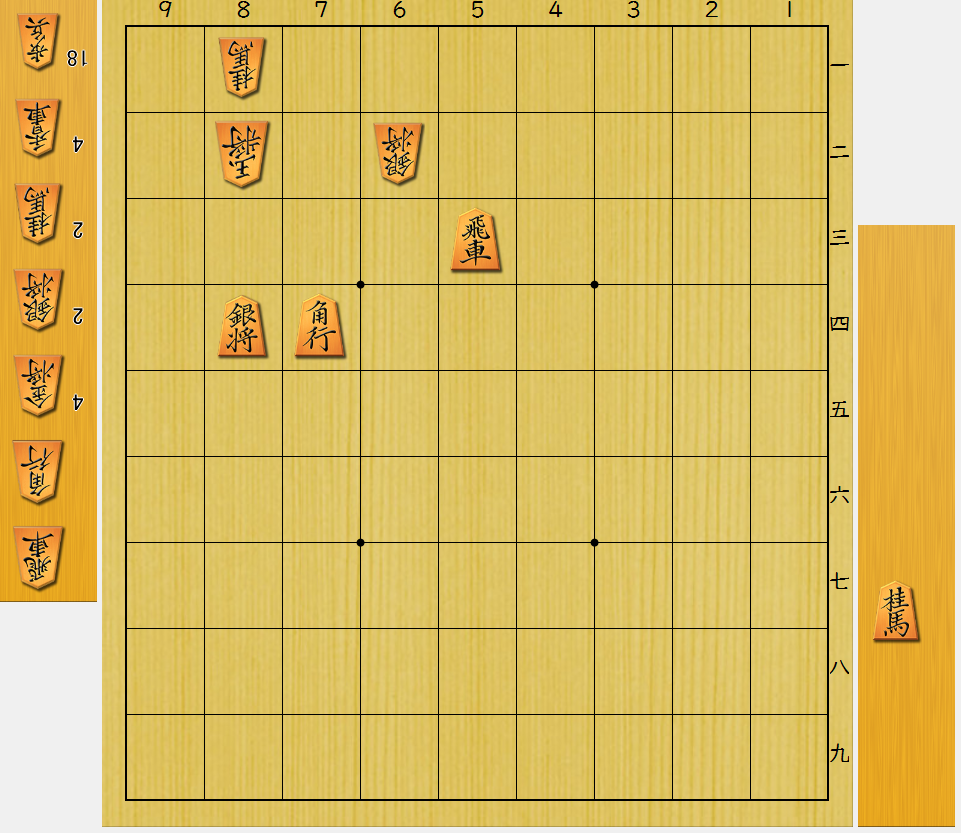 9 8 7 6 5 4 3 2 1
歩兵 18
香車 4
桂馬 2
銀将 2
金将 4
角行
飛車
桂馬 一
玉将 銀将 二
飛車 三
銀将 角行 四
五
六
七
八
九
桂馬